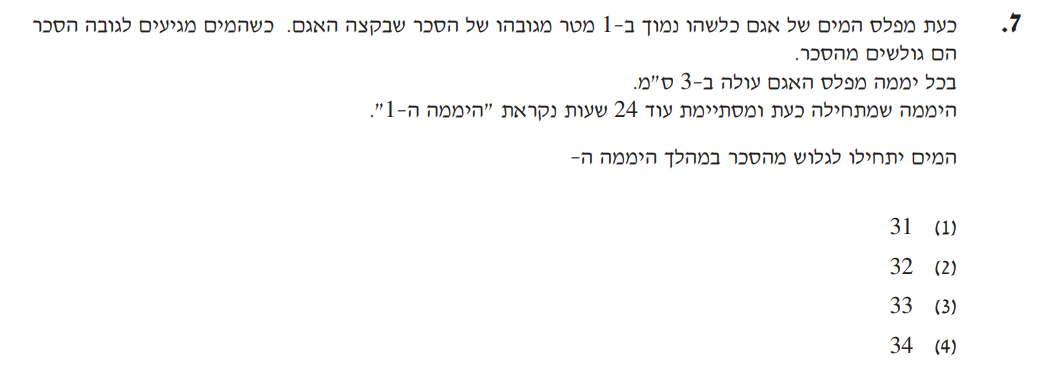 7. כעת מפלס המים של אגם כלשהו נמוך ב-1 מטר מגובהו של הסכר שבקצה האגם. כשהמים מגיעים לגובה הסכר
הם גולשים מהסכר.
בכל יממה מפלס האגם עולה ב-3 ס"מ.
היממה שמתחילה כעת ומסתיימת עוד 24 שעות נקראת "היממה ה-1".
המים יתחילו לגלוש מהסכר במהלך היממה ה-
(1) 31
(2) 32
(3) 33
(4) 34